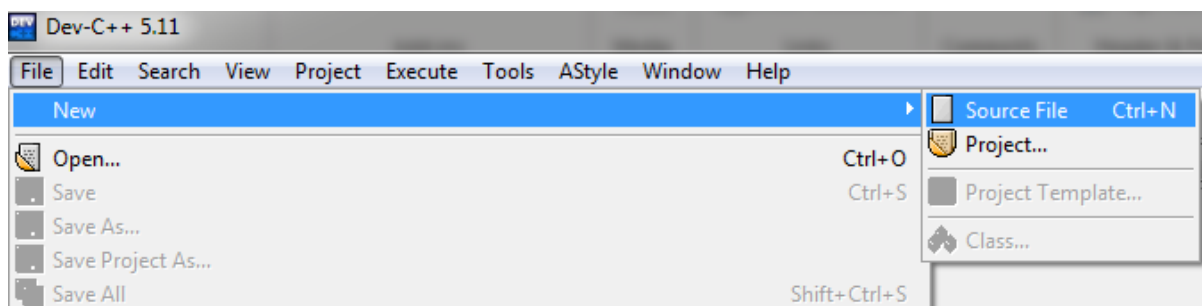 Dev-C++ 5.11
File Edit Search View Project Execute Tools AStyle Window Help
New
Source File Ctrl+N
Project...
Project Template...
Class...
Open... Ctrl+O
Save Ctrl+S
Save As...
Save Project As...
Save All Shift+Ctrl+S